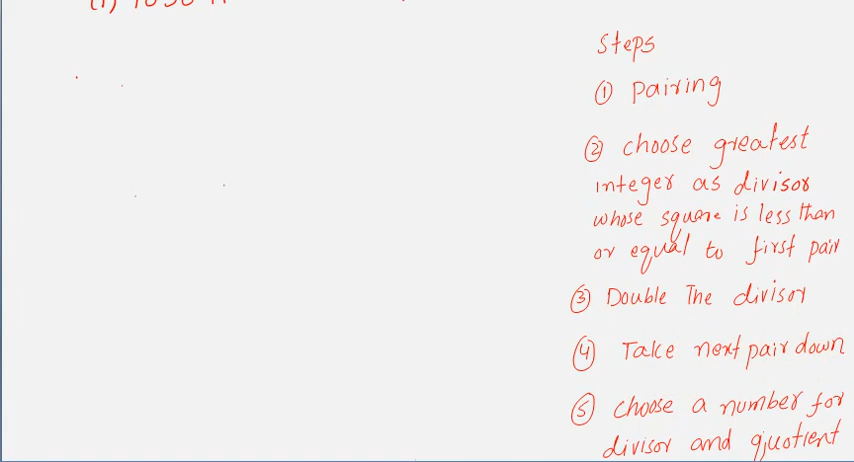 Steps
① Pairing
② Choose greatest
integer as divisor
whose square is less than
or equal to first pair
③ Double The divisor
④ Take next pair down
⑤ Choose a number for
divisor and quotient